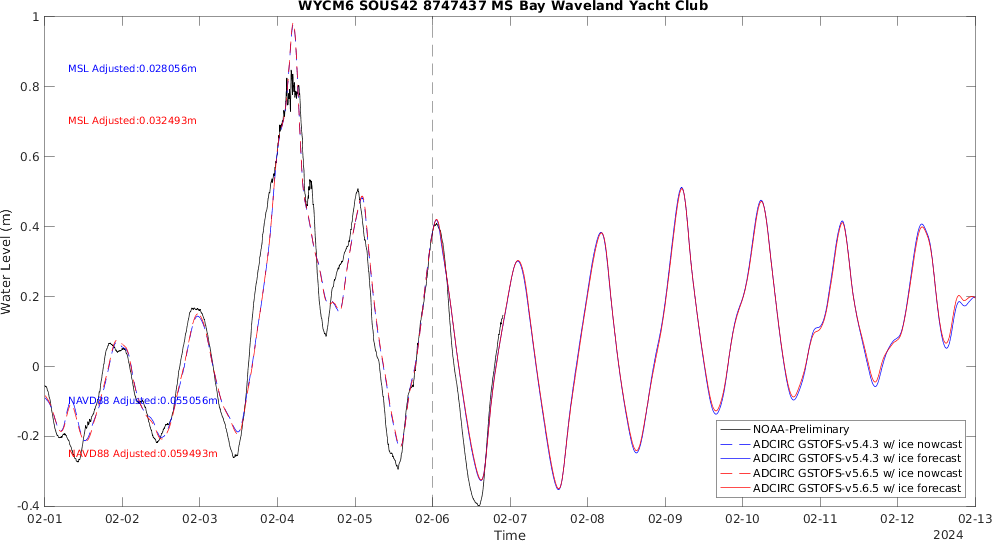 WYCM6 SOUS42 8747437 MS Bay Waveland Yacht Club
MSL Adjusted:0.028056m
MSL Adjusted:0.032493m
NAVD88 Adjusted:0.055056m
NAVD88 Adjusted:0.059493m
Water Level (m)
1
0.8
0.6
0.4
0.2
0
-0.2
-0.4
NOAA-Preliminary
ADCIRC GSTOFS-v5.4.3 w/ ice nowcast
ADCIRC GSTOFS-v5.4.3 w/ ice forecast
ADCIRC GSTOFS-v5.6.5 w/ ice nowcast
ADCIRC GSTOFS-v5.6.5 w/ ice forecast
02-01 02-02 02-03 02-04 02-05 02-06 02-07 02-08 02-09 02-10 02-11 02-12 02-13
Time
2024